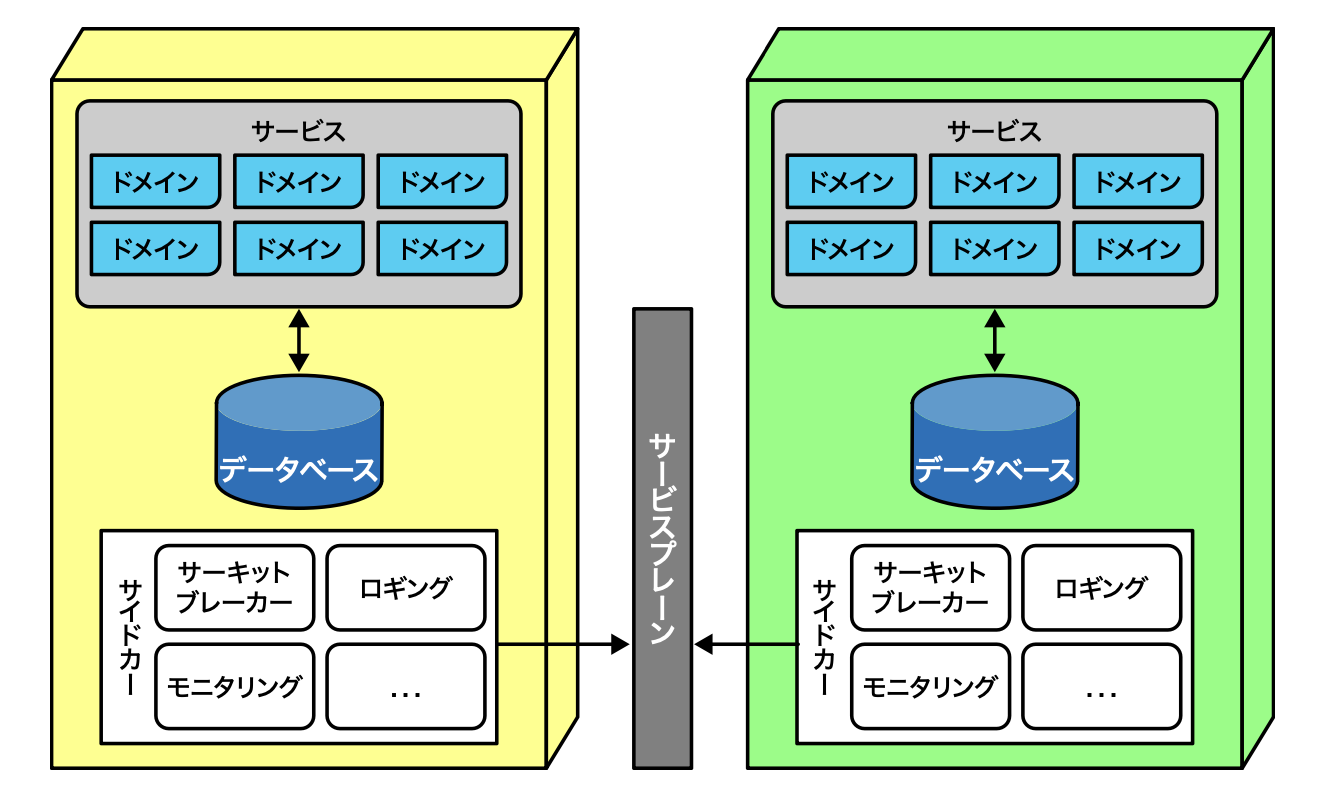 サービス
ドメイン
ドメイン
ドメイン
ドメイン
ドメイン
ドメイン
データベース
サイドカー
サーキット
ブレーカー
ロギング
モニタリング
...
サービスプレーン
サービス
ドメイン
ドメイン
ドメイン
ドメイン
ドメイン
ドメイン
データベース
サイドカー
サーキット
ブレーカー
ロギング
モニタリング
...